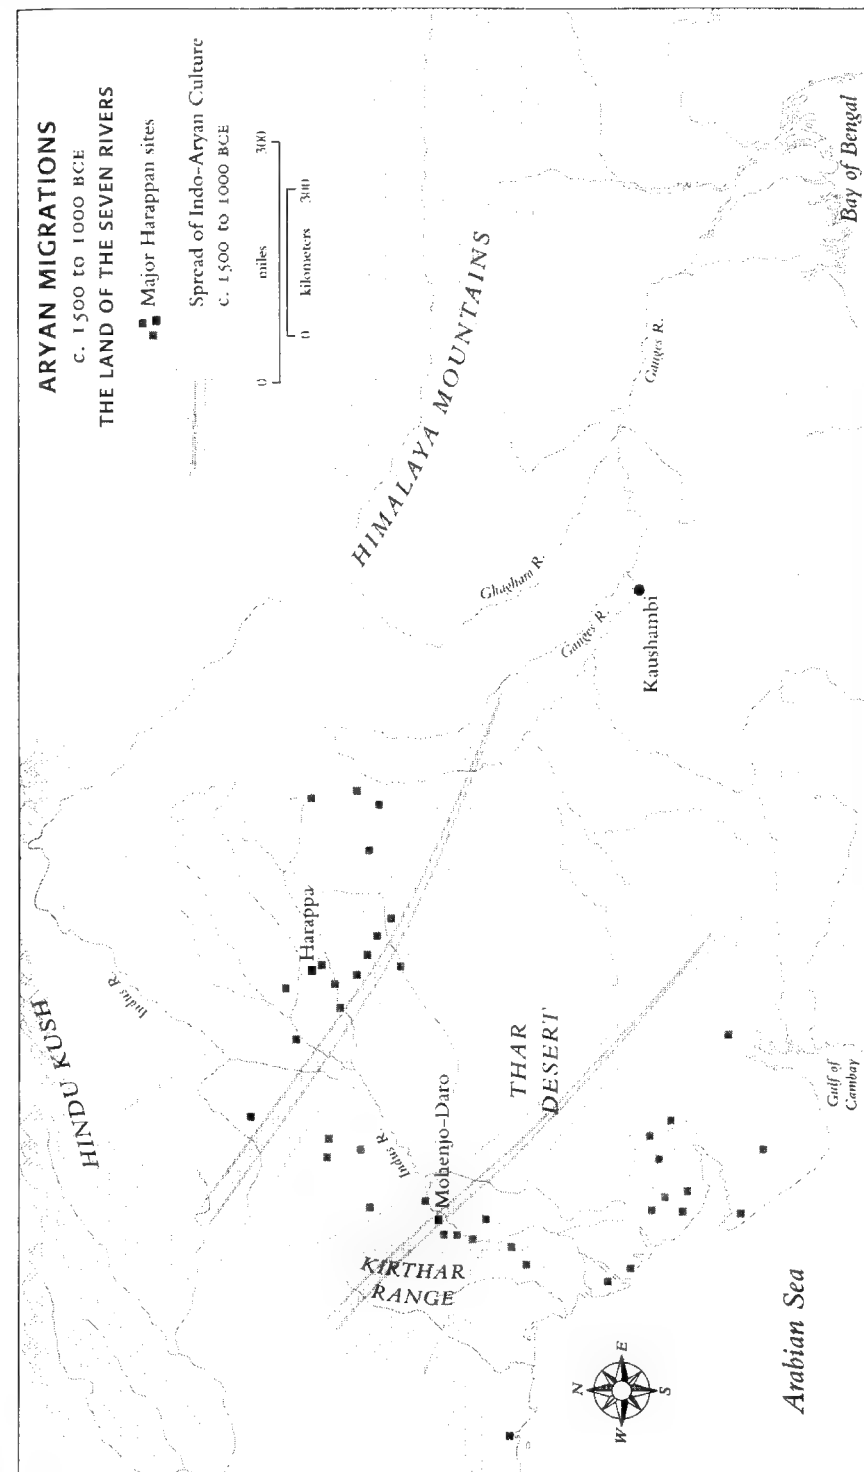 ARYAN MIGRATIONS
c. 1500 to 1000 BCE
THE LAND OF THE SEVEN RIVERS
Major Harappan sites
Spread of Indo-Aryan Culture
c. 1500 to 1000 BCE
0 miles 300
0 kilometers 300
HINDU KUSH
Indus R.
Harappa
HIMALAYA MOUNTAINS
Indus R.
Mohenjo-Daro
KIRTHAR
RANGE
THAR
DESERT
Ghaghara R.
Ganges R.
Kaushambi
Ganges R.
N
E
S
W
Arabian Sea
Gulf of
Cambay
Bay of Bengal